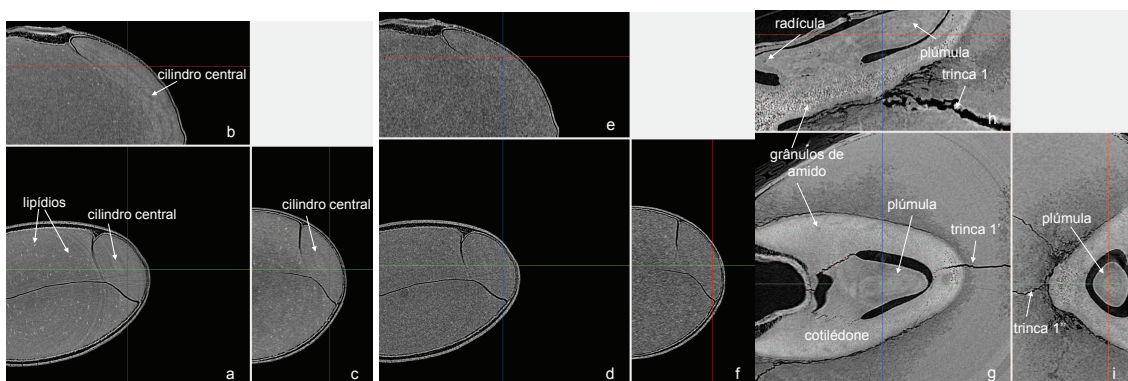 cilindro central
b
lipídios
cilindro central
a
cilindro central
c
e
d
f
radícula
plúmula
trinca 1
h
grânulos de
amido
plúmula
trinca 1'
cotilédone
g
plúmula
trinca 1"
i